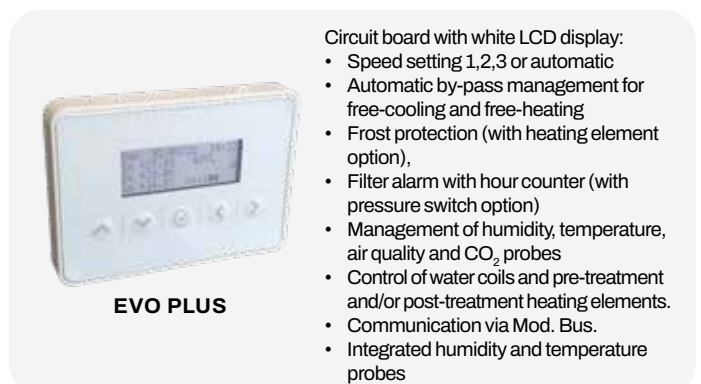 Circuit board with white LCD display:
• Speed setting 1,2,3 or automatic
• Automatic by-pass management for
free-cooling and free-heating
• Frost protection (with heating element
option),
• Filter alarm with hour counter (with
pressure switch option)
• Management of humidity, temperature,
air quality and CO₂ probes
• Control of water coils and pre-treatment
and/or post-treatment heating elements.
• Communication via Mod. Bus.
• Integrated humidity and temperature
probes
EVO PLUS